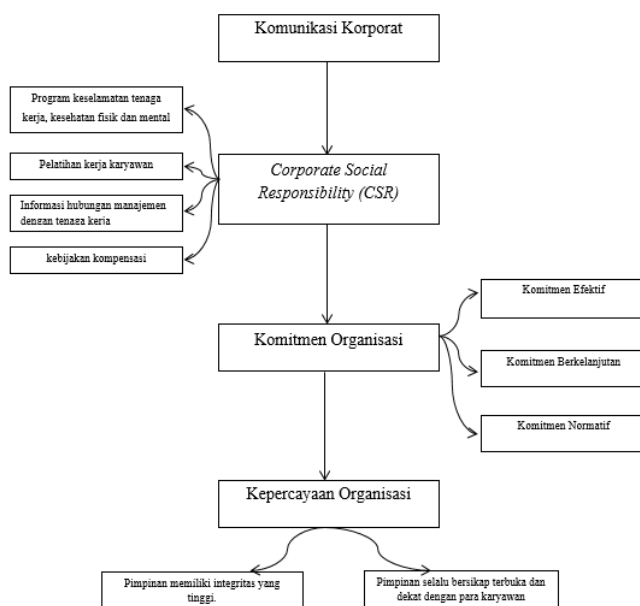 Komunikasi Korporat
Program keselamatan tenaga
kerja, kesehatan fisik dan mental
Pelatihan kerja karyawan
Informasi hubungan manajemen
dengan tenaga kerja
kebijakan kompensasi
Corporate Social
Responsibility (CSR)
Komitmen Organisasi
Komitmen Efektif
Komitmen Berkelanjutan
Komitmen Normatif
Kepercayaan Organisasi
Pimpinan memiliki integritas yang
tinggi.
Pimpinan selalu bersikap terbuka dan
dekat dengan para karyawan